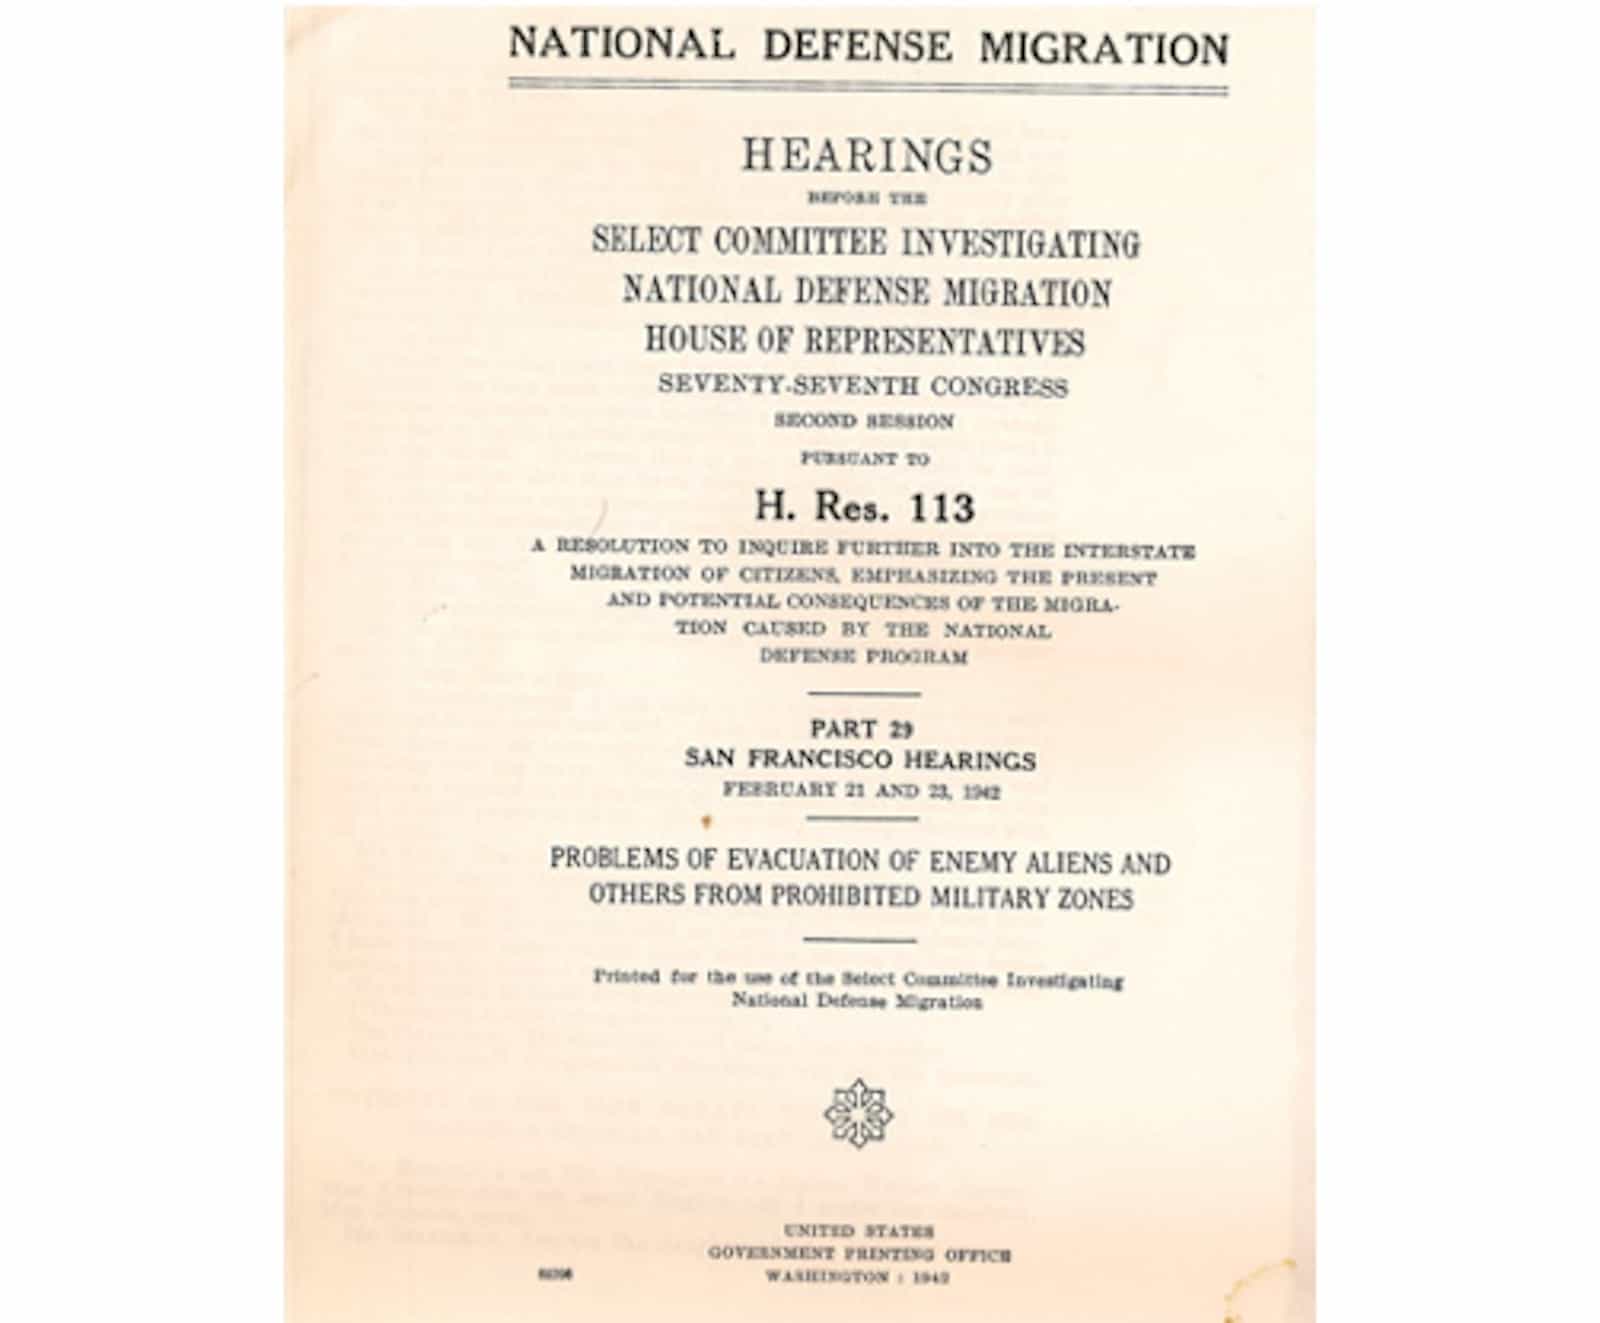 NATIONAL DEFENSE MIGRATION
HEARINGS
BEFORE THE
SELECT COMMITTEE INVESTIGATING
NATIONAL DEFENSE MIGRATION
HOUSE OF REPRESENTATIVES
SEVENTY-SEVENTH CONGRESS
SECOND SESSION
PURSUANT TO
H. Res. 113
A RESOLUTION TO INQUIRE FURTHER INTO THE INTERSTATE
MIGRATION OF CITIZENS, EMPHASIZING THE PRESENT
AND POTENTIAL CONSEQUENCES OF THE MIGRA-
TION CAUSED BY THE NATIONAL
DEFENSE PROGRAM
PART 29
SAN FRANCISCO HEARINGS
FEBRUARY 21 AND 23, 1942
PROBLEMS OF EVACUATION OF ENEMY ALIENS AND
OTHERS FROM PROHIBITED MILITARY ZONES
Printed for the use of the Select Committee Investigating
National Defense Migration
UNITED STATES
GOVERNMENT PRINTING OFFICE
WASHINGTON : 1942